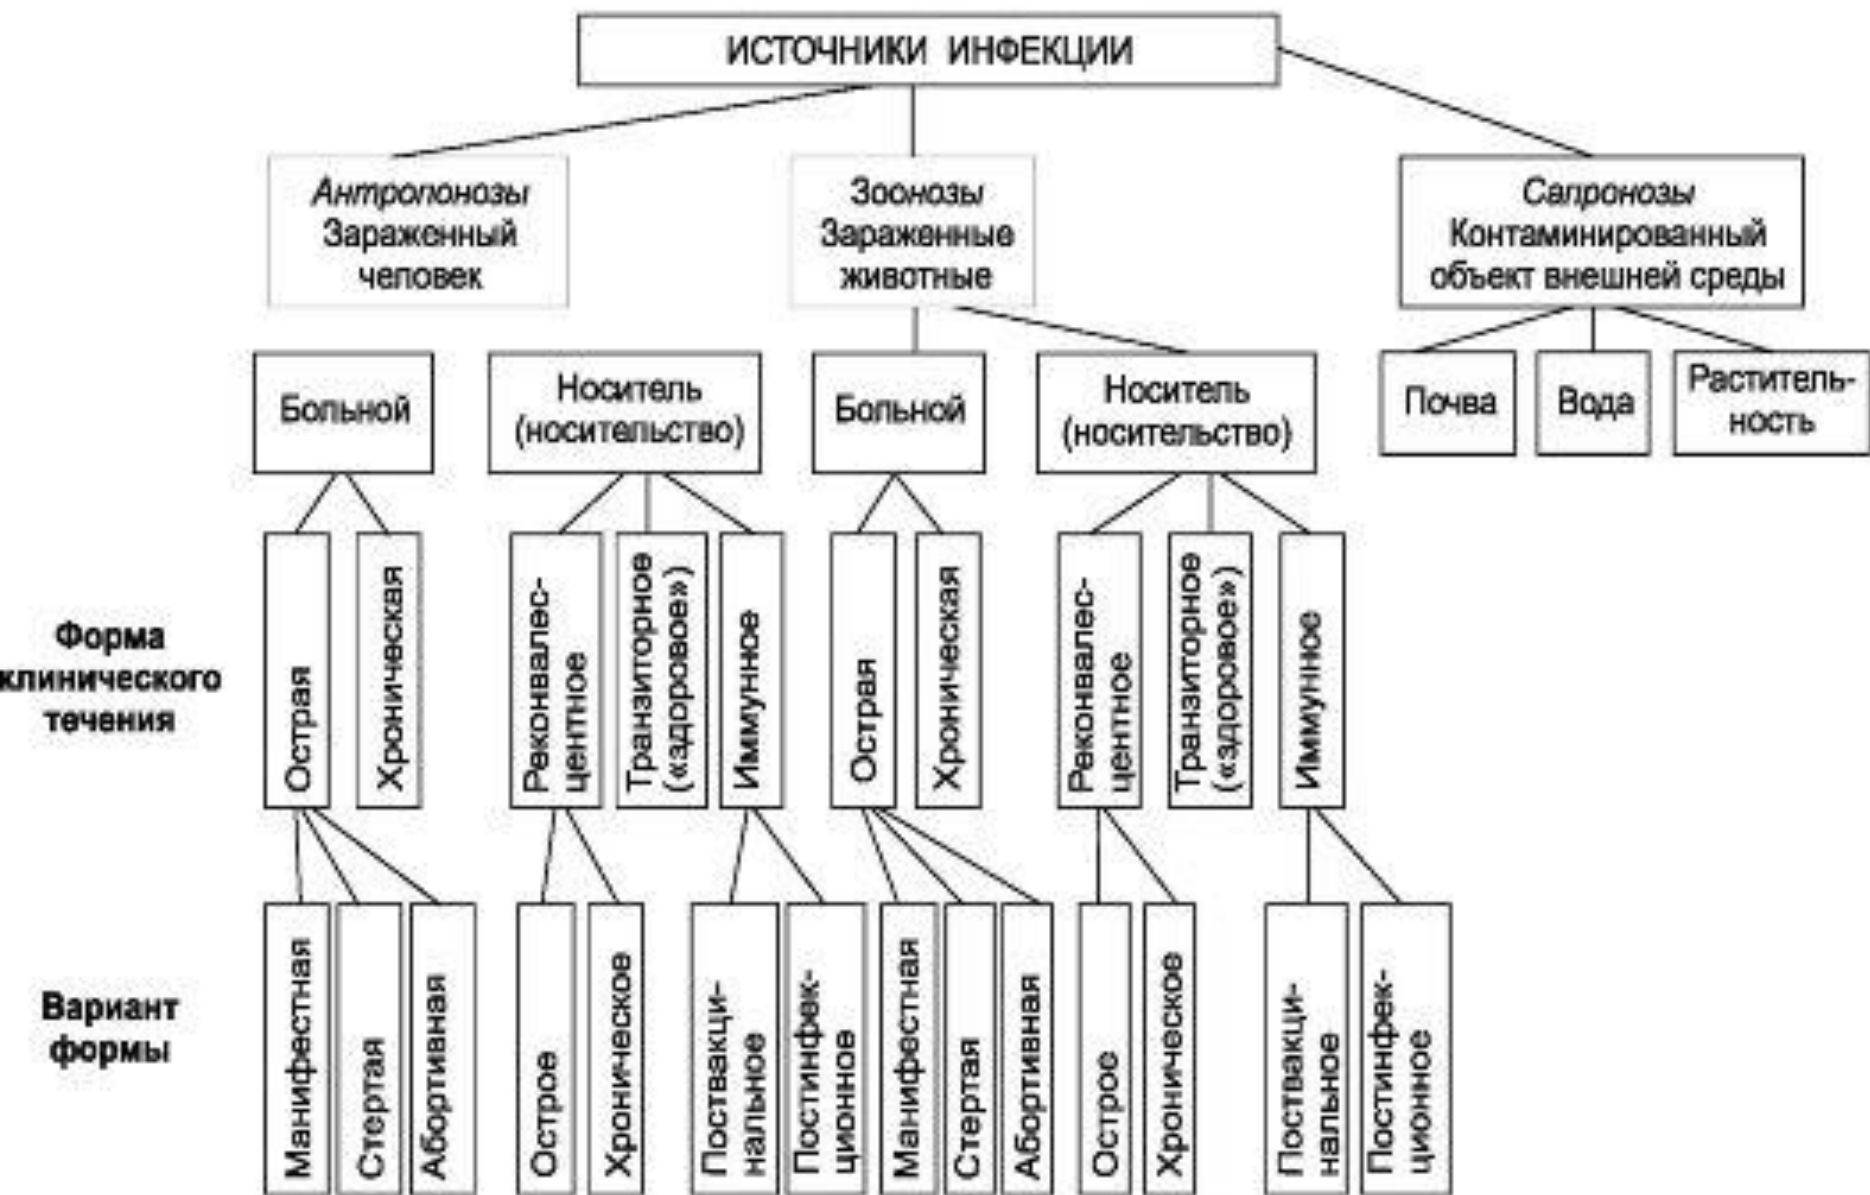 ИСТОЧНИКИ ИНФЕКЦИИ
Антропонозы
Зараженный
человек
Зоонозы
Зараженные
животные
Сапронозы
Контаминированный
объект внешней среды
Больной
Носитель
(носительство)
Больной
Носитель
(носительство)
Почва
Вода
Раститель-
ность
Форма
клинического
течения
Острая
Хроническая
Реконвалес-
центное
Транзиторное
(«здоровое»)
Иммунное
Острая
Хроническая
Реконвалес-
центное
Транзиторное
(«здоровое»)
Иммунное
Вариант
формы
Манифестная
Стертая
Абортивная
Острое
Хроническое
Поствакци-
нальное
Постинфек-
ционное
Манифестная
Стертая
Абортивная
Острое
Хроническое
Поствакци-
нальное
Постинфек-
ционное